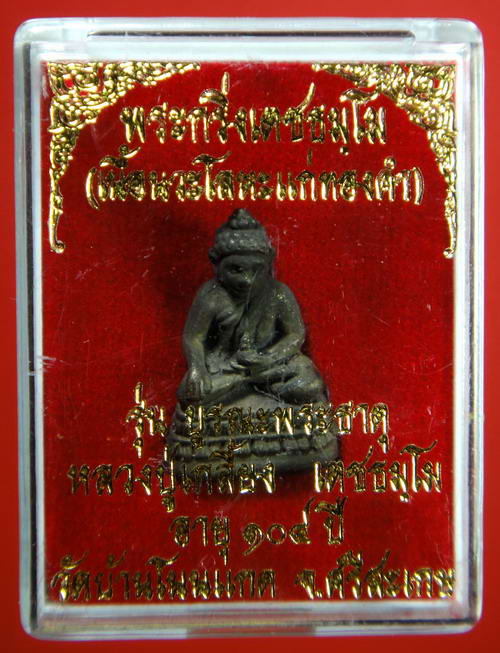 พระกริ่งเตชธมฺโม
(เนื้อนวะโลหะแก่ทองคำ)
รุ่น บูรณะพระธาตุ
หลวงปู่เกลี้ยง เตชธมฺโม
อายุ ๑๐๔ ปี
วัดบ้านโนนแกด จ.ศรีสะเกษ